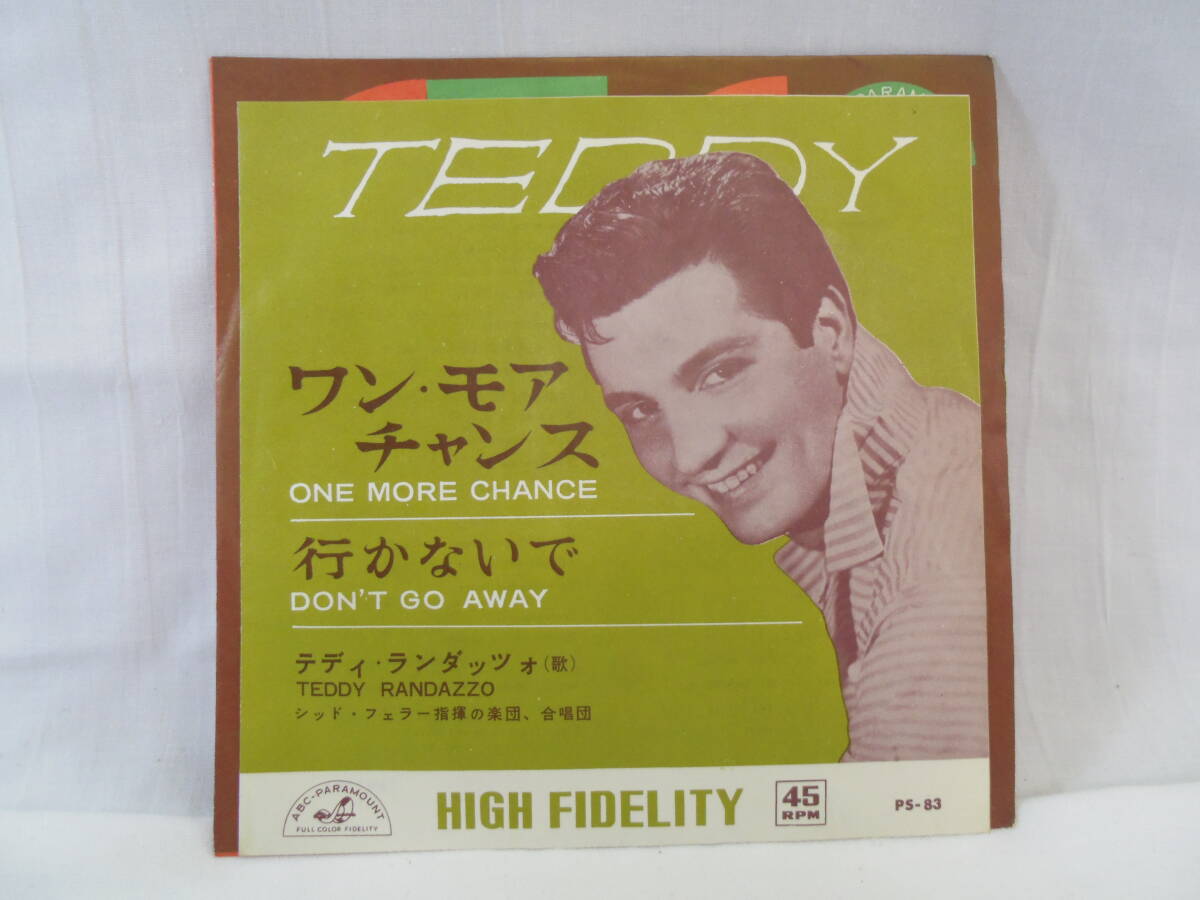 PARAM
TEDDY
ワン・モア
チャンス
ONE MORE CHANCE
行かないで
DON'T GO AWAY
テディ・ランダッツォ(歌)
TEDDY RANDAZZO
シッド・フェラー指揮の楽団、合唱団
ABC-PARAMOUNT
FULL COLOR FIDELITY
HIGH FIDELITY
45
RPM
PS-83